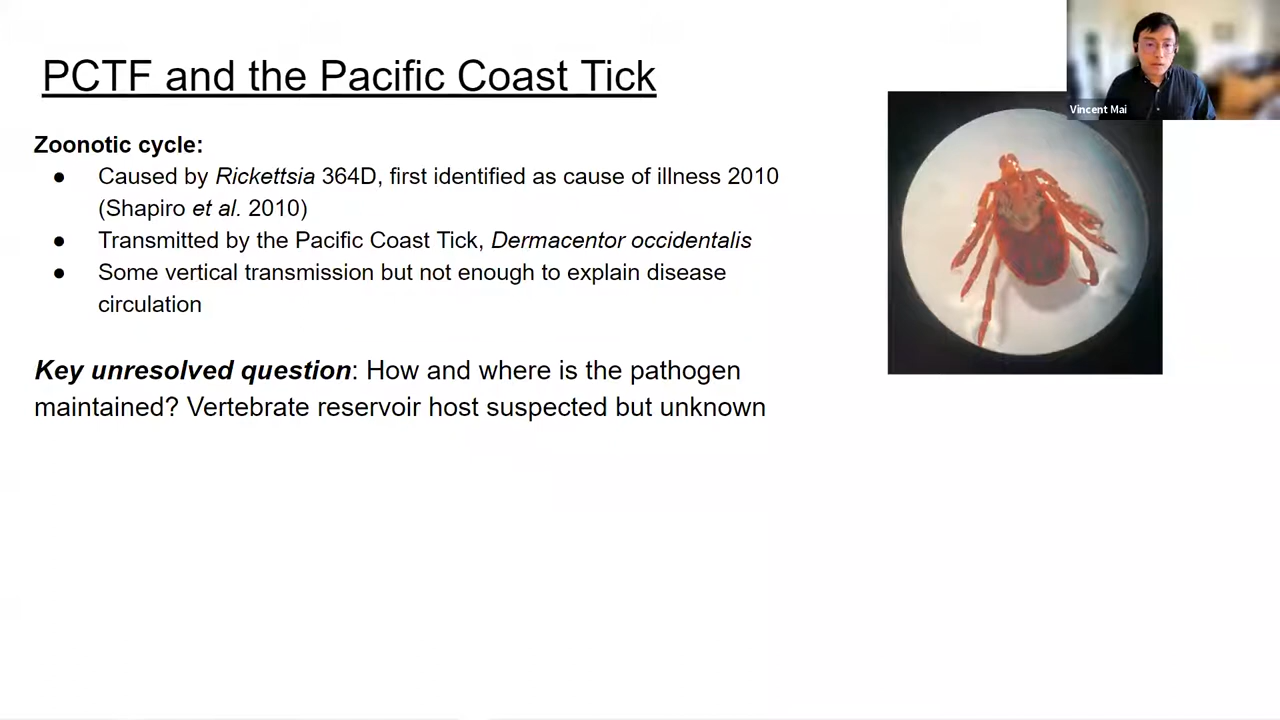 PCTF and the Pacific Coast Tick
Vincent Mai
Zoonotic cycle:
● Caused by Rickettsia 364D, first identified as cause of illness 2010
(Shapiro et al. 2010)
● Transmitted by the Pacific Coast Tick, Dermacentor occidentalis
● Some vertical transmission but not enough to explain disease
circulation
Key unresolved question: How and where is the pathogen
maintained? Vertebrate reservoir host suspected but unknown